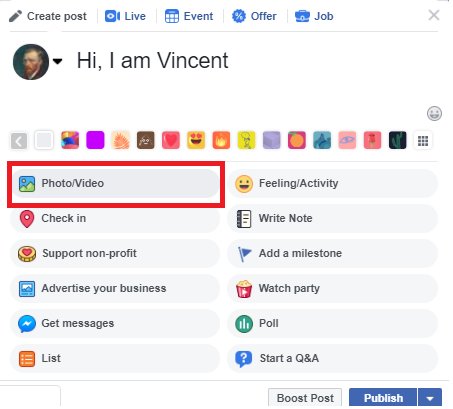 Create post Live Event Offer Job
Hi, I am Vincent
Photo/Video Feeling/Activity
Check in Write Note
Support non-profit Add a milestone
Advertise your business Watch party
Get messages Poll
List Start a Q&A
Boost Post Publish